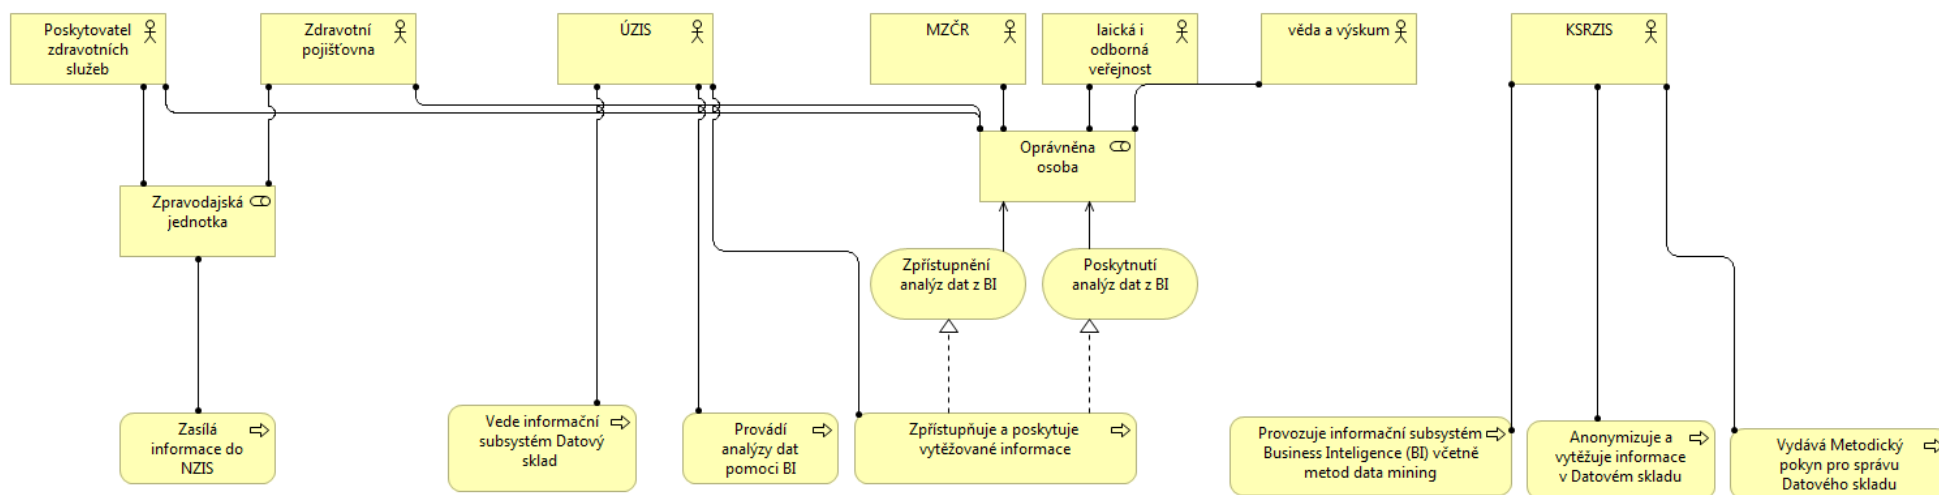 Poskytovatel
zdravotních
služeb
Zdravotní
pojišťovna
ÚZIS
MZČR
laická i
odborná
veřejnost
věda a výskum
KSRZIS
Oprávněna
osoba
Zpravodajská
jednotka
Zpřístupnění
analýz dat z BI
Poskytnutí
analýz dat z BI
Zasílá
informace do
NZIS
Vede informační
subsystém Datový
sklad
Provádí
analýzy dat
pomoci BI
Zpřístupňuje a poskytuje
vytěžované informace
Provozuje informační subsystém
Business Inteligence (BI) včetně
metod data mining
Anonymizuje a
vytěžuje informace
v Datovém skladu
Vydává Metodický
pokyn pro správu
Datového skladu